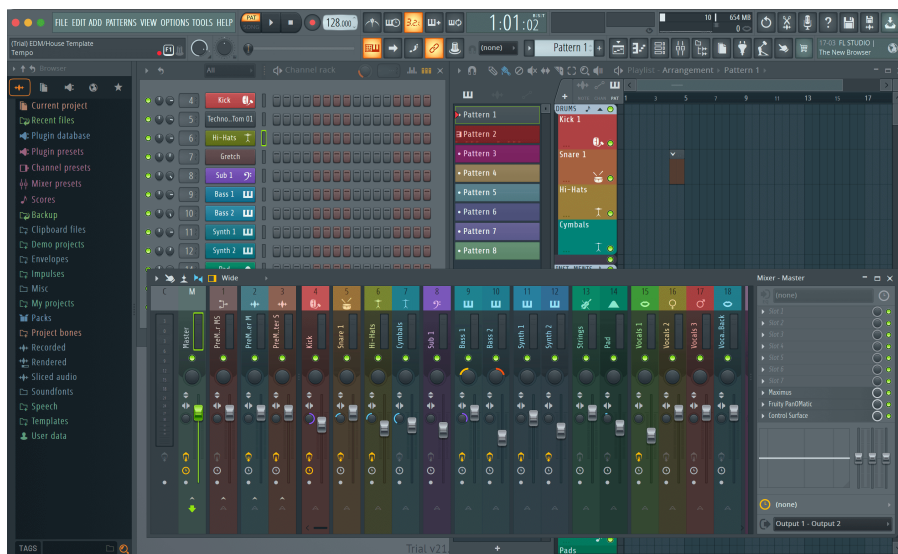 FILE EDIT ADD PATTERNS VIEW OPTIONS TOOLS HELP
PAT
128.000
3.2.
1:01:02
10
654 MB
0
(Trial) EDM/House Template
Tempo
(none)
Pattern 1
17-03 FL STUDIO |
The New Browser
Browser
All
Channel rack
Playlist - Arrangement › Pattern 1 ›
Current project
Recent files
Plugin database
Plugin presets
Channel presets
Mixer presets
Scores
Backup
Clipboard files
Demo projects
Envelopes
Impulses
Misc
My projects
Packs
Project bones
Recorded
Rendered
Sliced audio
Soundfonts
Speech
Templates
User data
TAGS
4 Kick
5 Techno..Tom 01
6 Hi-Hats
7 Gretch
8 Sub 1
9 Bass 1
10 Bass 2
11 Synth 1
12 Synth 2
Pattern 1
Pattern 2
Pattern 3
Pattern 4
Pattern 5
Pattern 6
Pattern 7
Pattern 8
PAT
1 3 5 9 11 13 15 17
DRUMS
Kick 1
Snare 1
Hi-Hats
Cymbals
Wide
Mixer - Master
C M 1 2 3 4 5 6 7 8 9 10 11 12 13 14 15 16 17 18
Master
PreM..r MS
PreM..er M
PreM..ter S
Kick
Snare 1
Hi-Hats
Cymbals
Sub 1
Bass 1
Bass 2
Synth 1
Synth 2
Strings
Pad
Vocals 1
Vocals 2
Vocals 3
Voca..Back
(none)
Slot 2
Slot 3
Slot 4
Slot 5
Slot 6
Slot 7
Maximus
Fruity PanOMatic
Control Surface
(none)
Output 1 - Output 2
Trial v21
Pads